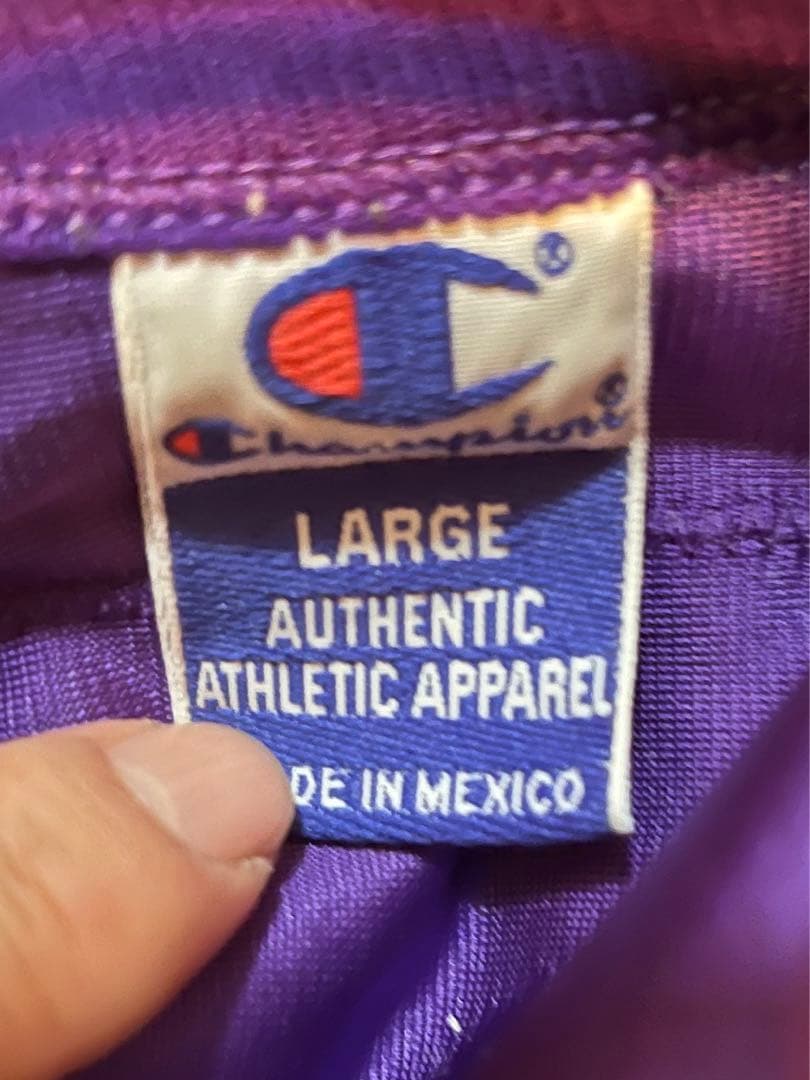 ®
Champion®
LARGE
AUTHENTIC
ATHLETIC APPAREL
DE IN MEXICO